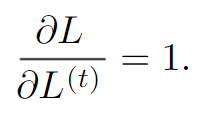 ∂L/∂L^(t) = 1.